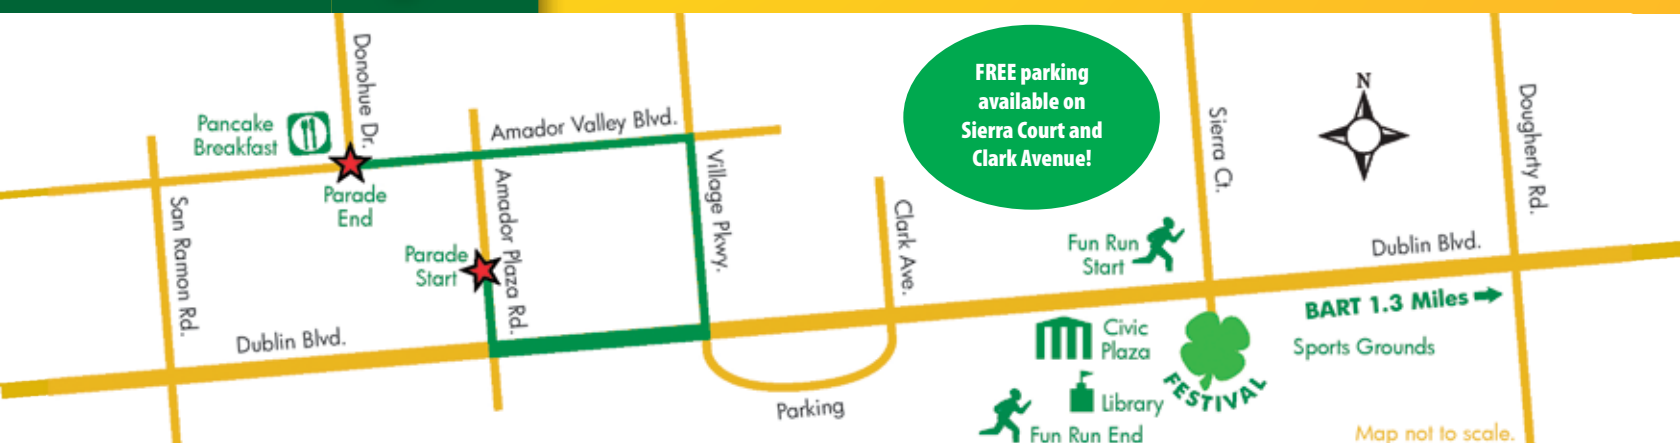 Donohue Dr.
Pancake
Breakfast
Parade
End
San Ramon Rd.
Amador Valley Blvd.
Amador Plaza Rd.
Parade
Start
Village Pkwy.
Dublin Blvd.
Clark Ave.
Parking
FREE parking
available on
Sierra Court and
Clark Avenue!
Sierra Ct.
N
Dougherty Rd.
Fun Run
Start
Dublin Blvd.
BART 1.3 Miles
Civic
Plaza
Sports Grounds
FESTIVAL
Library
Fun Run End
Map not to scale.